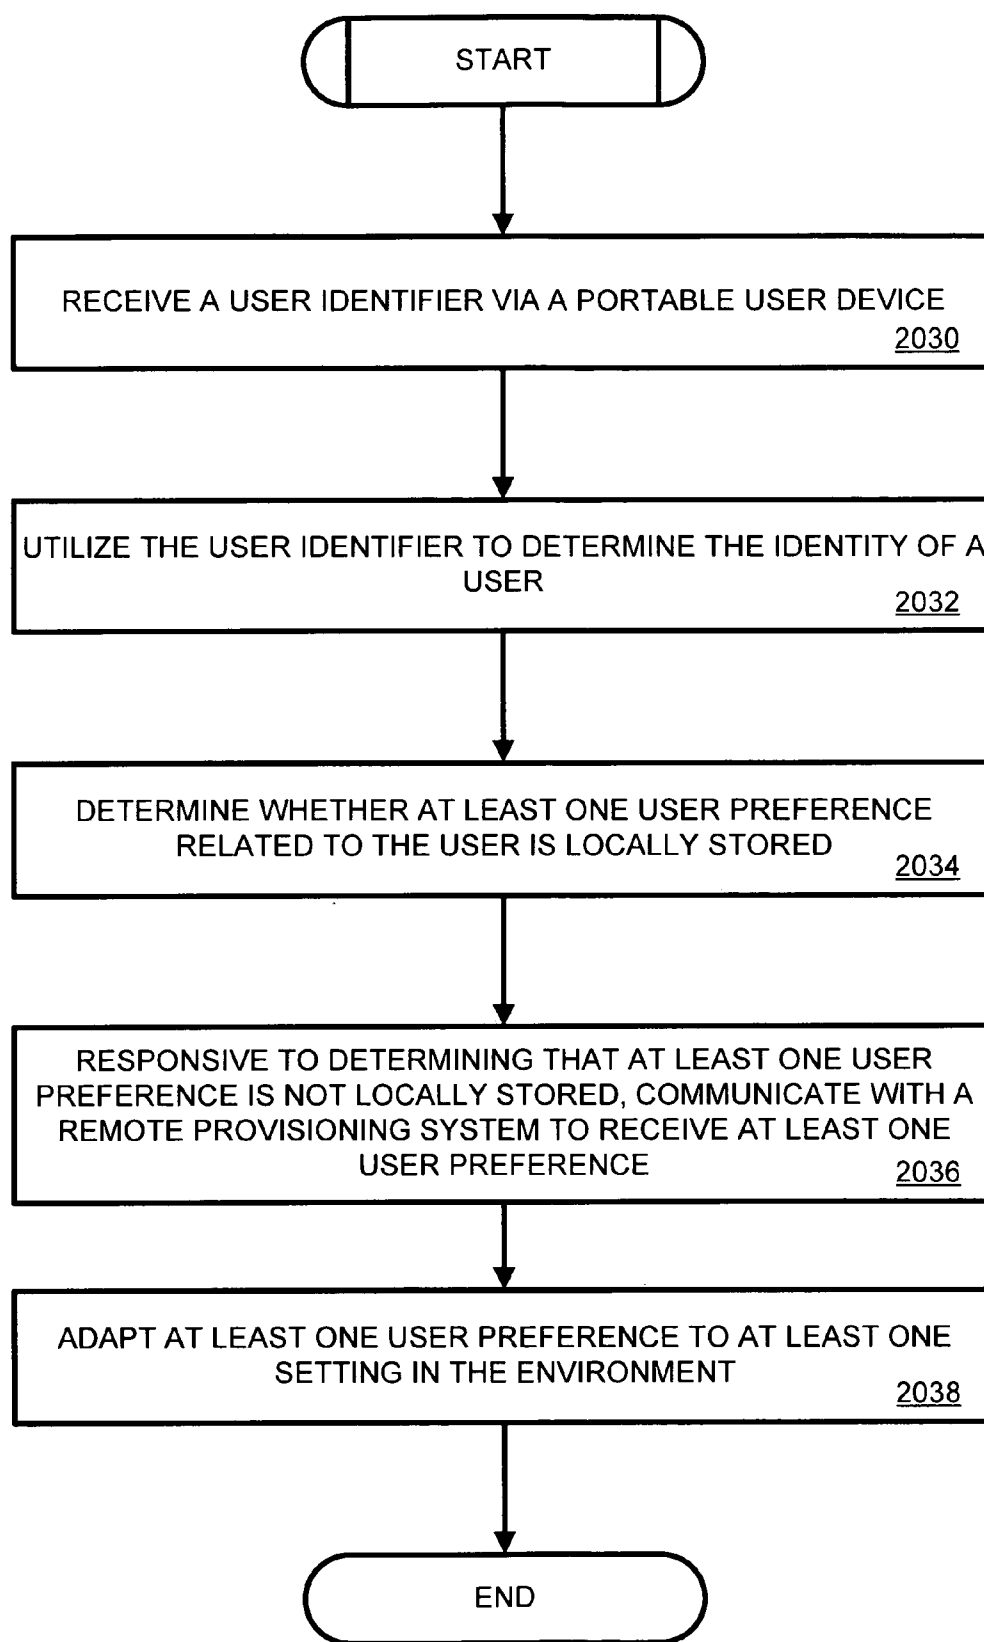 START
RECEIVE A USER IDENTIFIER VIA A PORTABLE USER DEVICE
2030
UTILIZE THE USER IDENTIFIER TO DETERMINE THE IDENTITY OF A
USER
2032
DETERMINE WHETHER AT LEAST ONE USER PREFERENCE
RELATED TO THE USER IS LOCALLY STORED
2034
RESPONSIVE TO DETERMINING THAT AT LEAST ONE USER
PREFERENCE IS NOT LOCALLY STORED, COMMUNICATE WITH A
REMOTE PROVISIONING SYSTEM TO RECEIVE AT LEAST ONE
USER PREFERENCE
2036
ADAPT AT LEAST ONE USER PREFERENCE TO AT LEAST ONE
SETTING IN THE ENVIRONMENT
2038
END